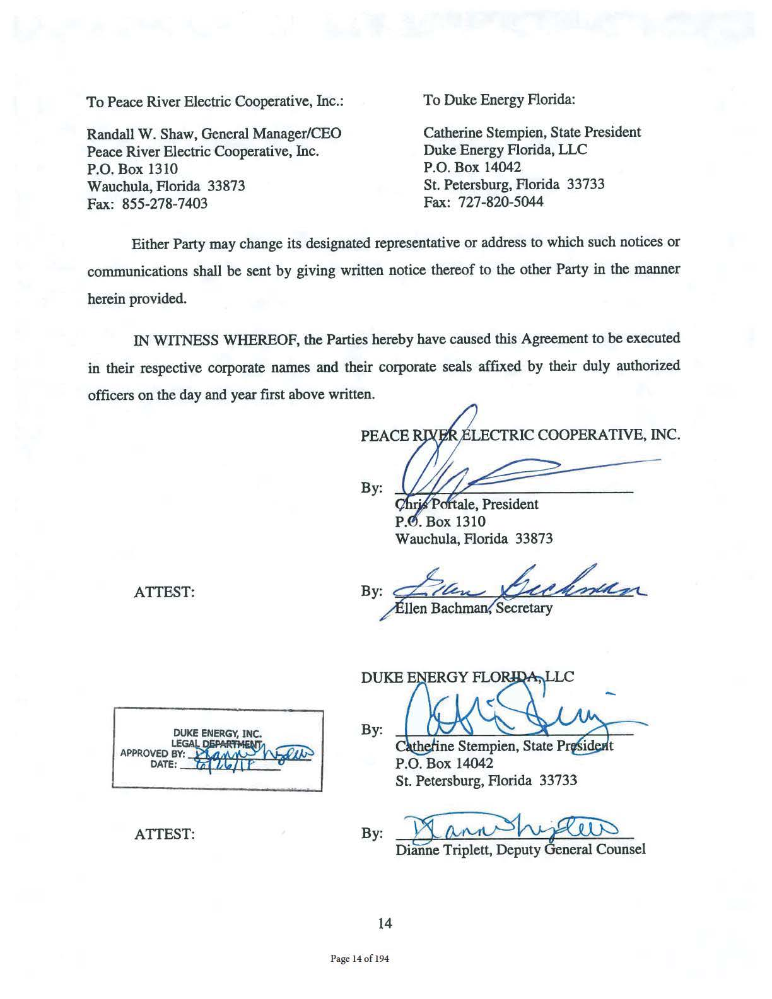 To Peace River Electric Cooperative, Inc.:
Randall W. Shaw, General Manager/CEO
Peace River Electric Cooperative, Inc.
P.O. Box 1310
Wauchula, Florida 33873
Fax: 855-278-7403
To Duke Energy Florida:
Catherine Stempien, State President
Duke Energy Florida, LLC
P.O. Box 14042
St. Petersburg, Florida 33733
Fax: 727-820-5044
Either Party may change its designated representative or address to which such notices or
communications shall be sent by giving written notice thereof to the other Party in the manner
herein provided.
IN WITNESS WHEREOF, the Parties hereby have caused this Agreement to be executed
in their respective corporate names and their corporate seals affixed by their duly authorized
officers on the day and year first above written.
PEACE RIVER ELECTRIC COOPERATIVE, INC.
By:
Chris Portale, President
P.O. Box 1310
Wauchula, Florida 33873
ATTEST:
By: Ellen Bachman
Ellen Bachman, Secretary
DUKE ENERGY FLORIDA, LLC
By:
Catherine Stempien, State President
P.O. Box 14042
St. Petersburg, Florida 33733
DUKE ENERGY, INC.
LEGAL DEPARTMENT
APPROVED BY: Dianne Triplett
DATE: 6/26/18
ATTEST:
By: Dianne Triplett
Dianne Triplett, Deputy General Counsel
14
Page 14 of 194